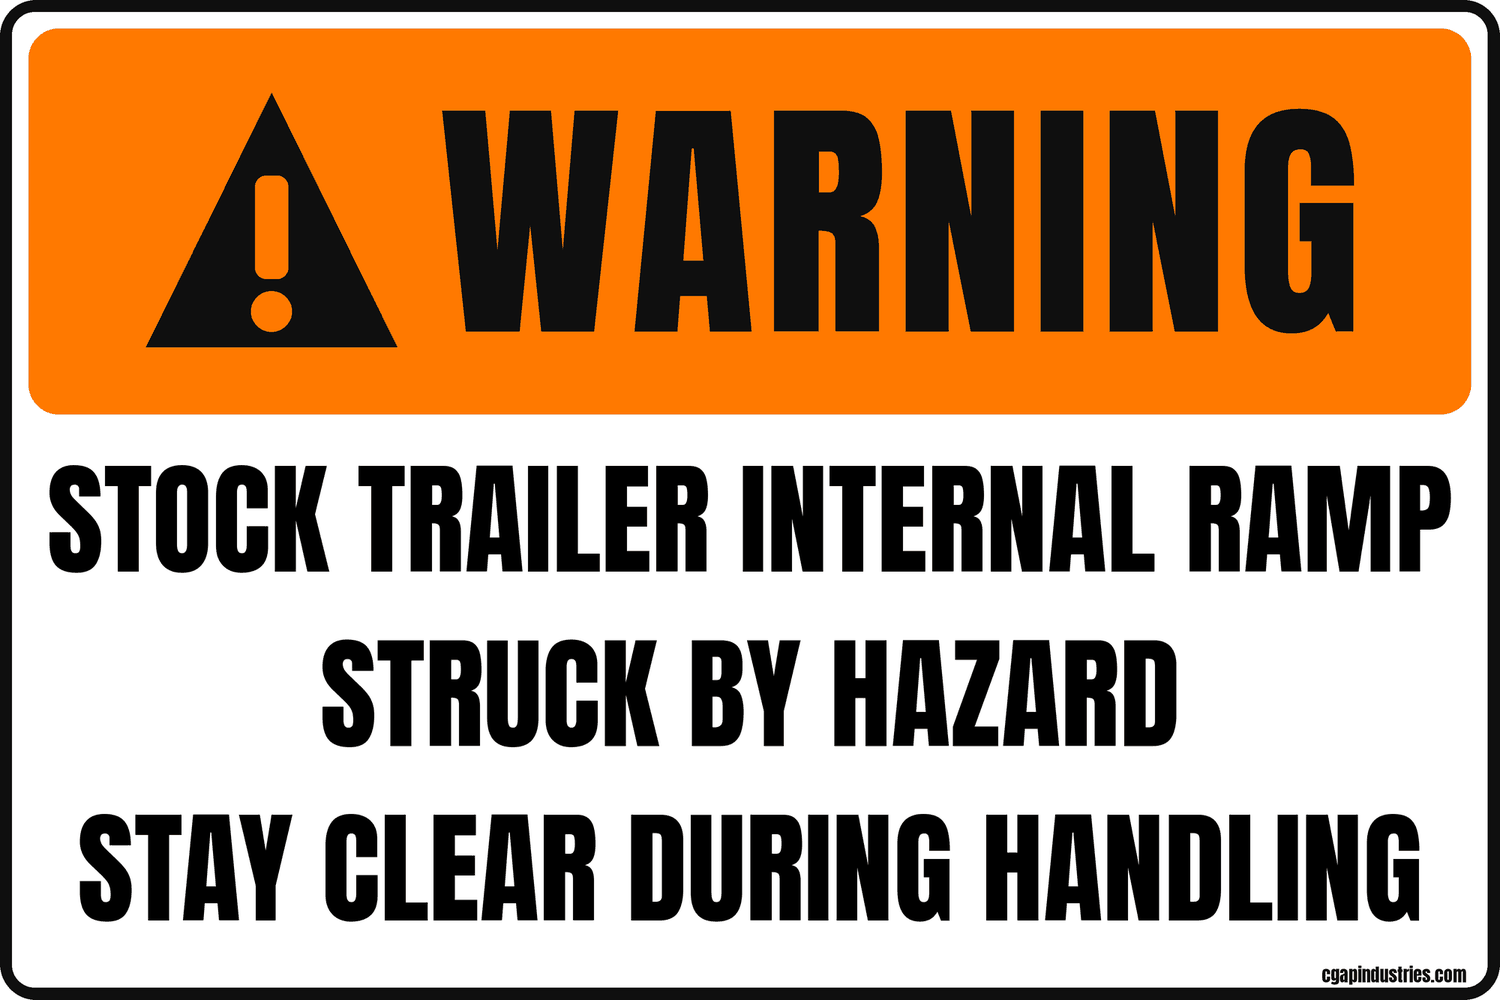 WARNING
STOCK TRAILER INTERNAL RAMP
STRUCK BY HAZARD
STAY CLEAR DURING HANDLING
cgapindustries.com